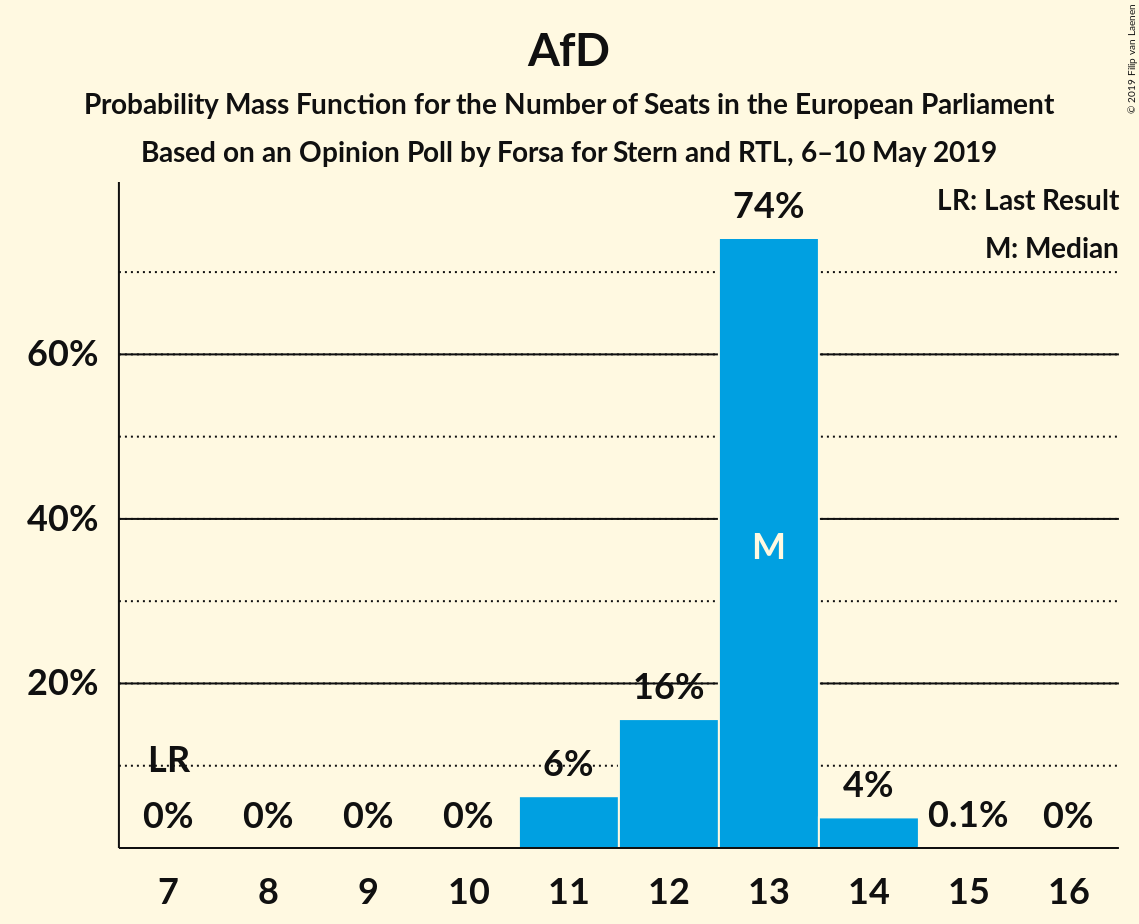 AfD
Probability Mass Function for the Number of Seats in the European Parliament
Based on an Opinion Poll by Forsa for Stern and RTL, 6–10 May 2019
© 2019 Filip van Laenen
LR: Last Result
M: Median
74%
60%
40%
M
20%
16%
LR
6%
4%
0%
0%
0%
0%
0.1%
0%
7 8 9 10 11 12 13 14 15 16